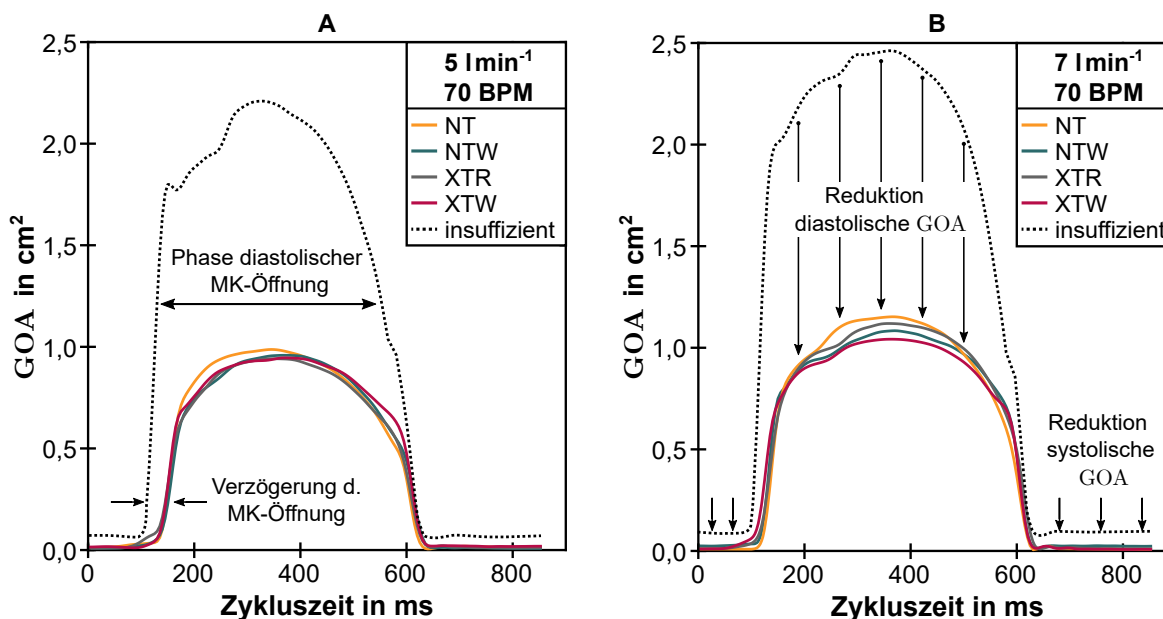 A
5 l min⁻¹
70 BPM
NT
NTW
XTR
XTW
insuffizient
Phase diastolischer
MK-Öffnung
Verzögerung d.
MK-Öffnung
GOA in cm²
2,5
2,0
1,5
1,0
0,5
0,0
0
200
400
600
800
Zykluszeit in ms
B
7 l min⁻¹
70 BPM
NT
NTW
XTR
XTW
insuffizient
Reduktion
diastolische GOA
Reduktion
systolische
GOA
GOA in cm²
2,5
2,0
1,5
1,0
0,5
0,0
0
200
400
600
800
Zykluszeit in ms